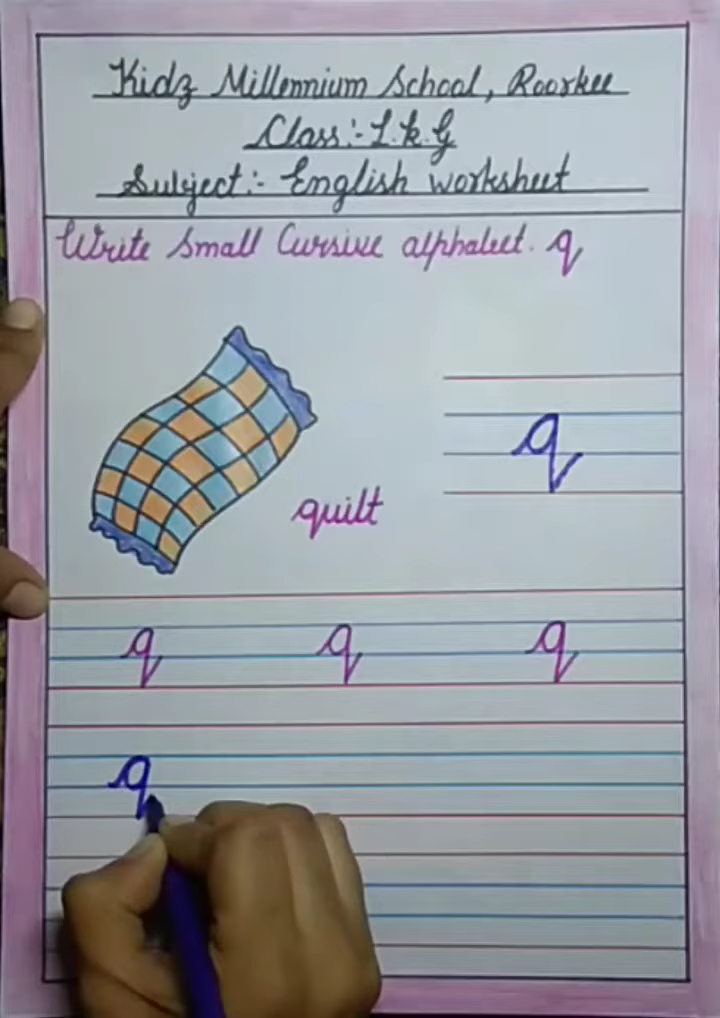 Kidz Millennium School, Roorkee
Class:- L.K.G
Subject:- English worksheet
Write Small Cursive alphabet. q
q
quilt
q q q
q